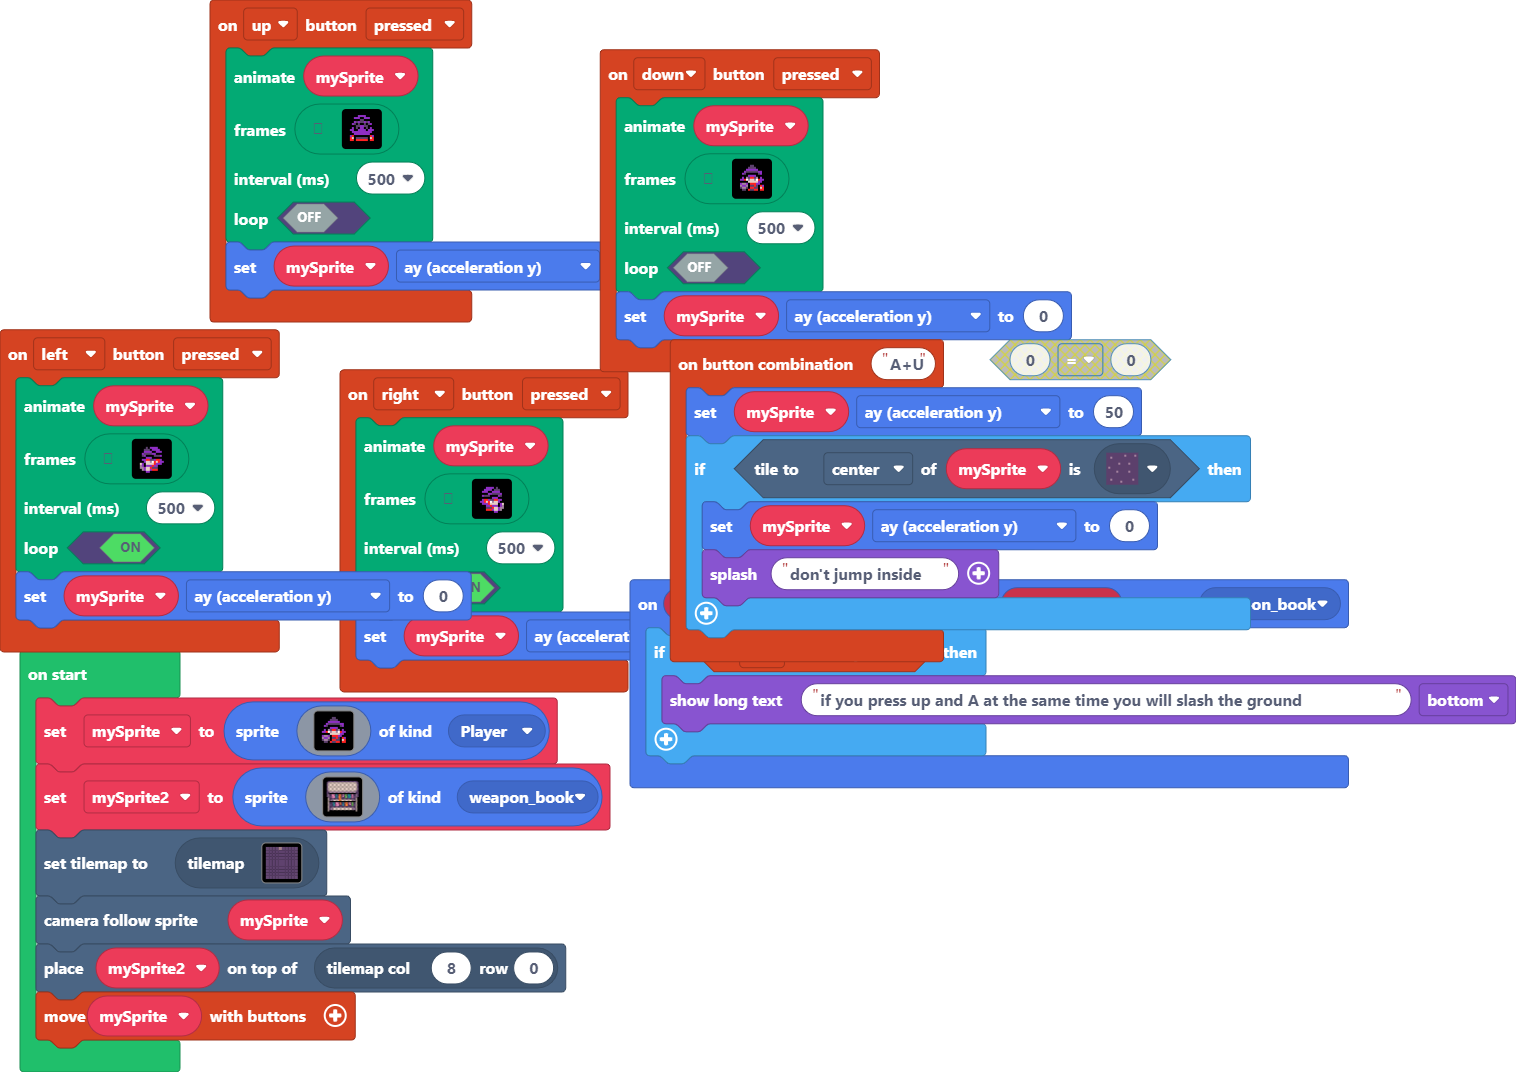 on up button pressed
animate mySprite
frames
interval (ms) 500
loop OFF
set mySprite ay (acceleration y)
on down button pressed
animate mySprite
frames
interval (ms) 500
loop OFF
set mySprite ay (acceleration y) to 0
on left button pressed
animate mySprite
frames
interval (ms) 500
loop ON
set mySprite ay (acceleration y) to 0
on right button pressed
animate mySprite
frames
interval (ms) 500
set mySprite ay (accelerat
on button combination "A+U"
0 = 0
set mySprite ay (acceleration y) to 50
if tile to center of mySprite is then
set mySprite ay (acceleration y) to 0
splash "don't jump inside "
on on_book
if then
show long text "if you press up and A at the same time you will slash the ground " bottom
on start
set mySprite to sprite of kind Player
set mySprite2 to sprite of kind weapon_book
set tilemap to tilemap
camera follow sprite mySprite
place mySprite2 on top of tilemap col 8 row 0
move mySprite with buttons